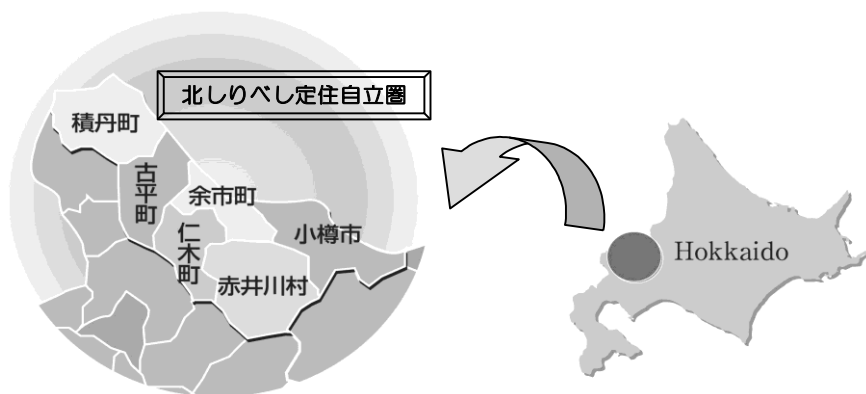 北しりべし定住自立圏
積丹町
古平町
余市町
仁木町
小樽市
赤井川村
Hokkaido